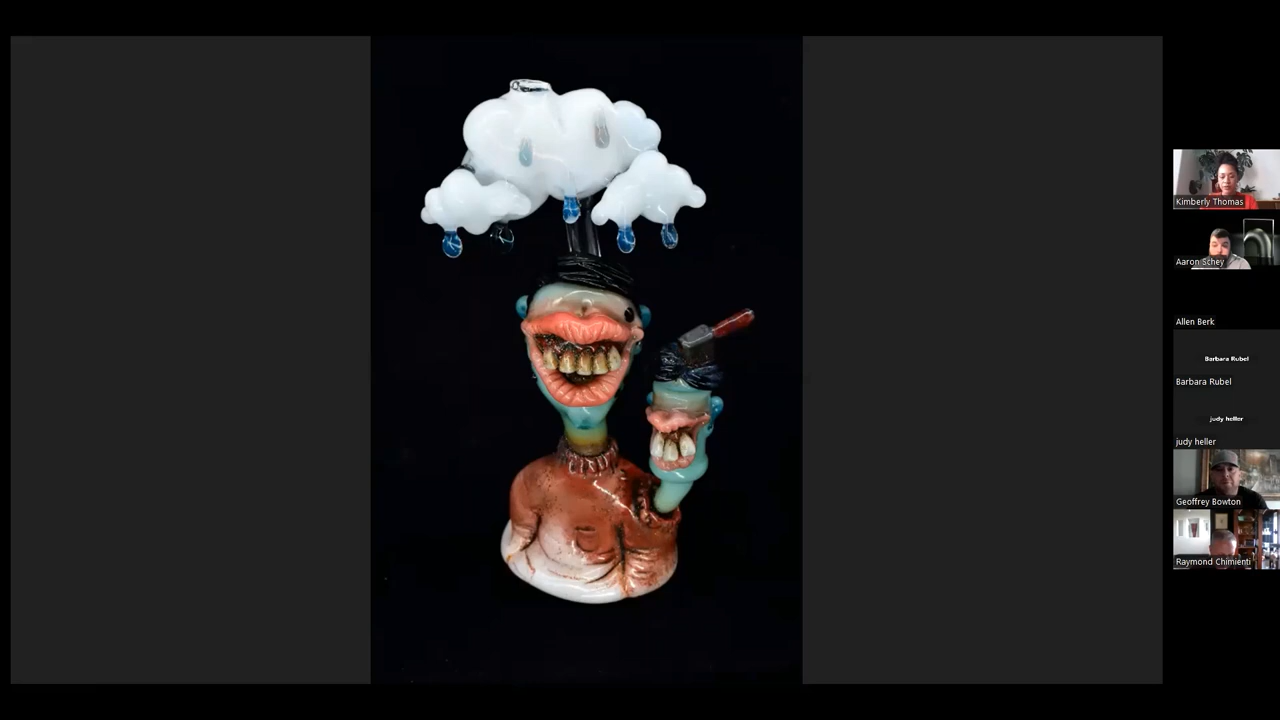 Kimberly Thomas
Aaron Schey
Allen Berk
Barbara Rubel
Barbara Rubel
judy heller
judy heller
Geoffrey Bowton
Raymond Chimienti